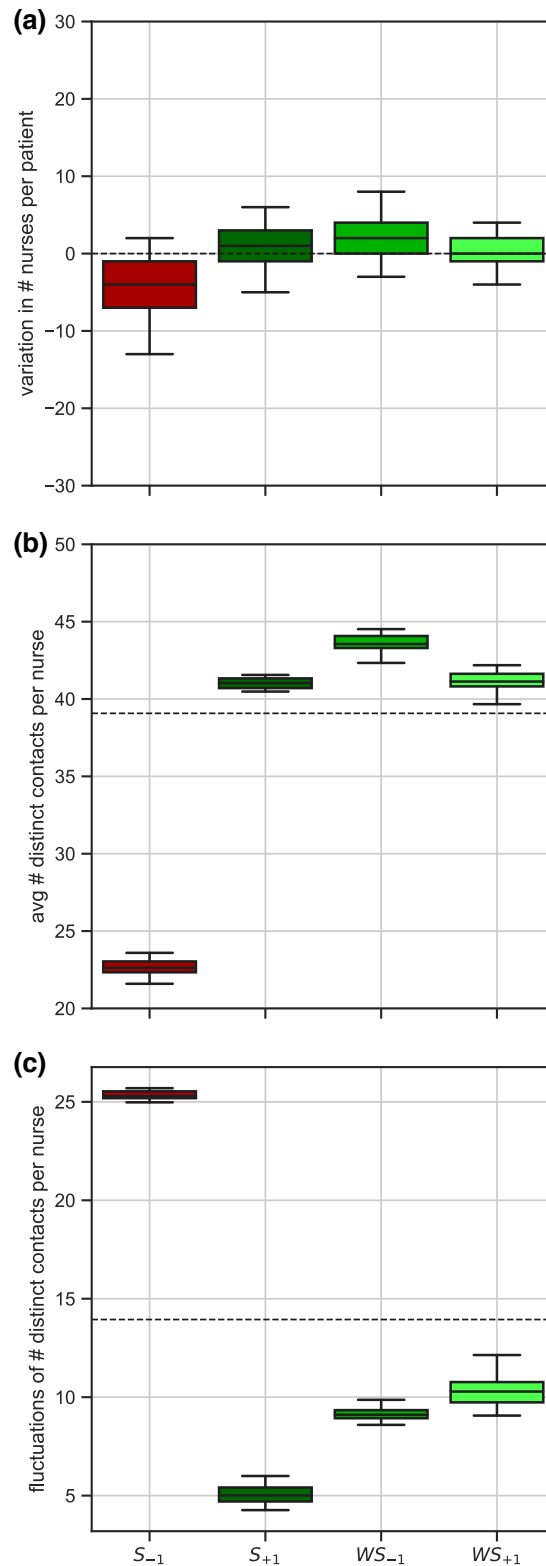 (a)
variation in # nurses per patient
30
20
10
0
−10
−20
−30
(b)
avg # distinct contacts per nurse
50
45
40
35
30
25
20
(c)
fluctuations of # distinct contacts per nurse
25
20
15
10
5
S₋₁ S₊₁ WS₋₁ WS₊₁